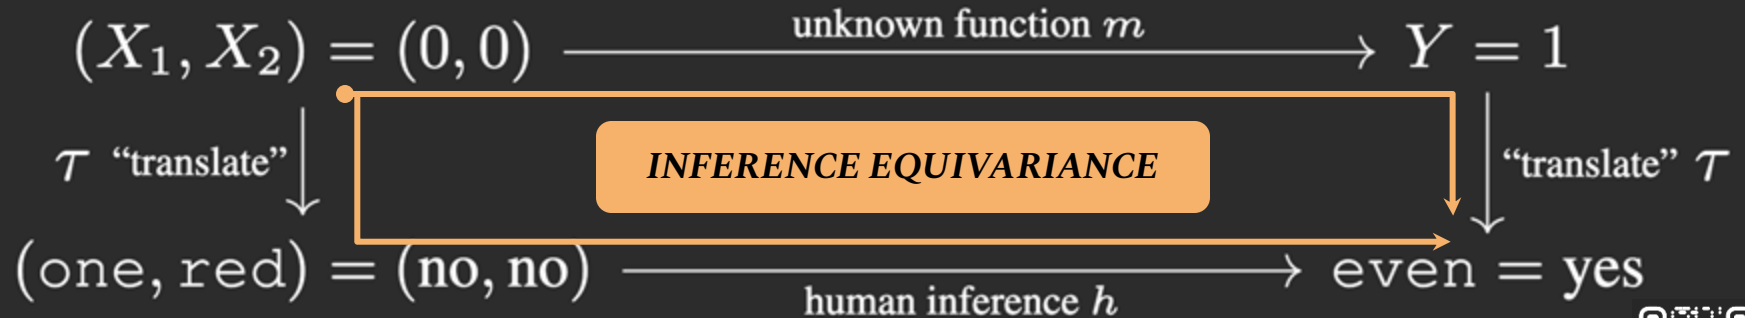 unknown function m
(X₁, X₂) = (0, 0) ⟶ Y = 1
τ “translate”
INFERENCE EQUIVARIANCE
“translate” τ
(one, red) = (no, no) ⟶ even = yes
human inference h